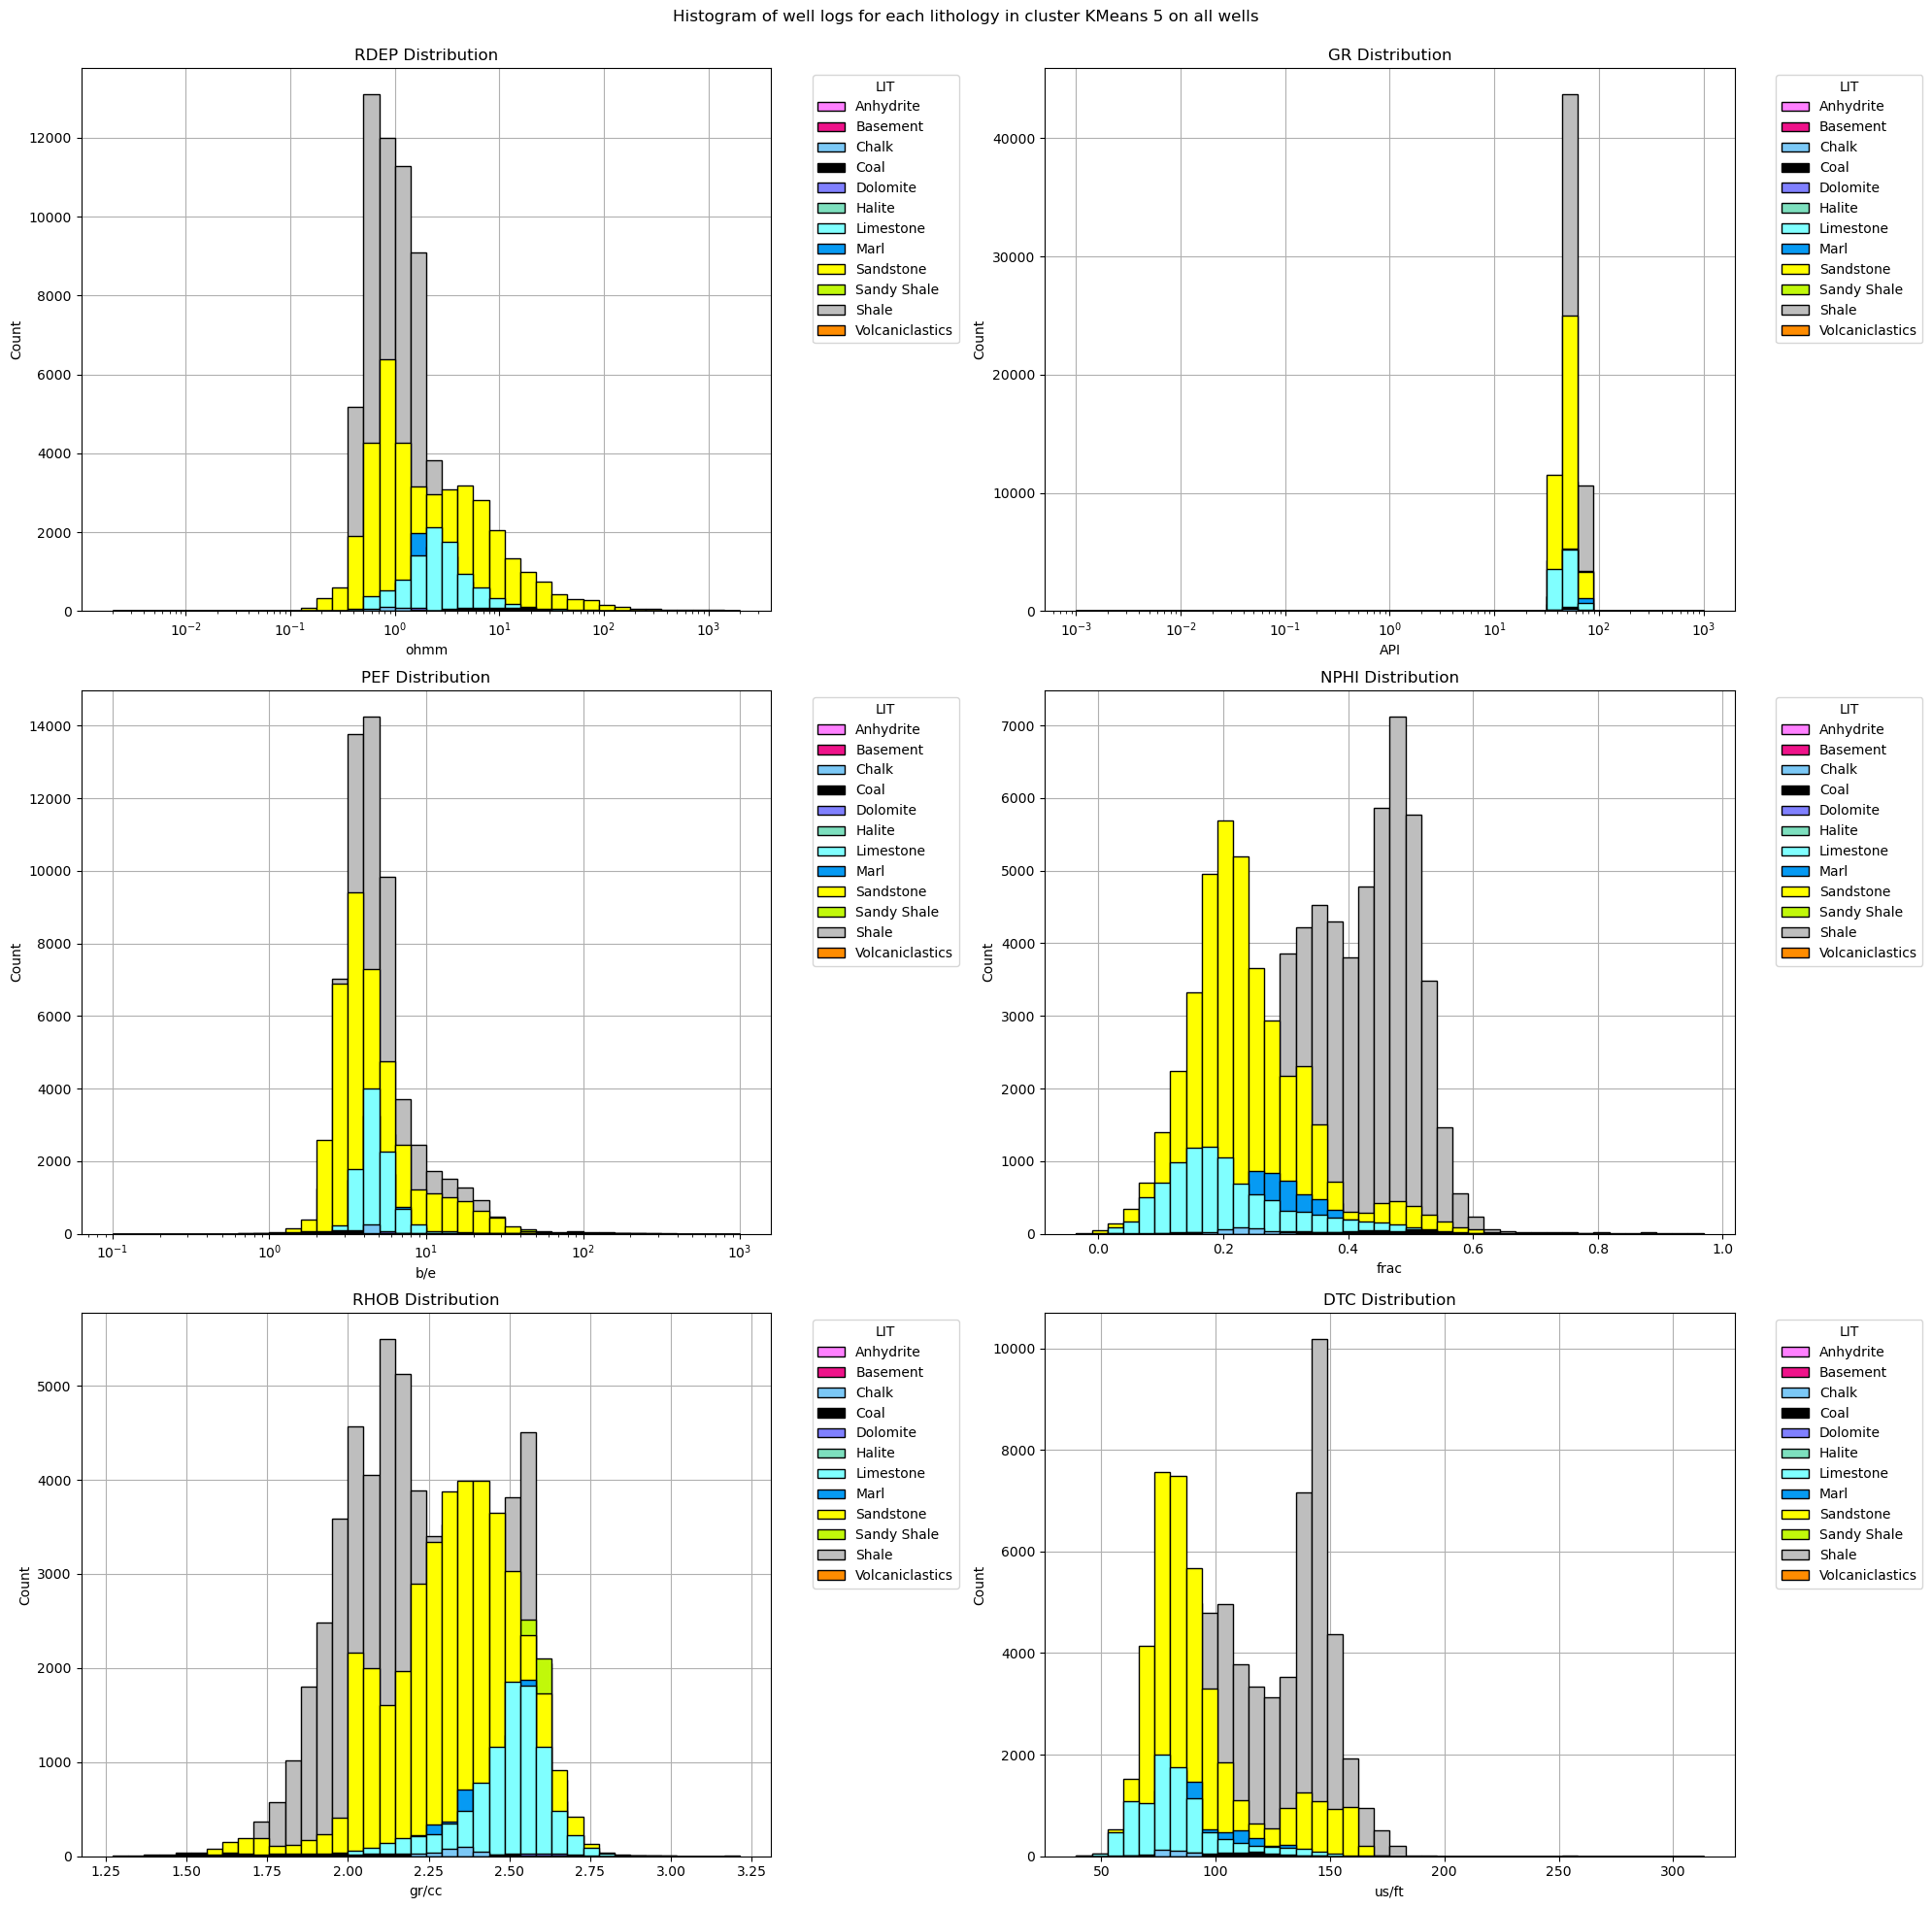 Histogram of well logs for each lithology in cluster KMeans 5 on all wells
RDEP Distribution
Count
0
2000
4000
6000
8000
10000
12000
10⁻²
10⁻¹
10⁰
10¹
10²
10³
ohmm
LIT
Anhydrite
Basement
Chalk
Coal
Dolomite
Halite
Limestone
Marl
Sandstone
Sandy Shale
Shale
Volcaniclastics
GR Distribution
Count
0
10000
20000
30000
40000
10⁻³
10⁻²
10⁻¹
10⁰
10¹
10²
10³
API
LIT
Anhydrite
Basement
Chalk
Coal
Dolomite
Halite
Limestone
Marl
Sandstone
Sandy Shale
Shale
Volcaniclastics
PEF Distribution
Count
0
2000
4000
6000
8000
10000
12000
14000
10⁻¹
10⁰
10¹
10²
10³
b/e
LIT
Anhydrite
Basement
Chalk
Coal
Dolomite
Halite
Limestone
Marl
Sandstone
Sandy Shale
Shale
Volcaniclastics
NPHI Distribution
Count
0
1000
2000
3000
4000
5000
6000
7000
0.0
0.2
0.4
0.6
0.8
1.0
frac
LIT
Anhydrite
Basement
Chalk
Coal
Dolomite
Halite
Limestone
Marl
Sandstone
Sandy Shale
Shale
Volcaniclastics
RHOB Distribution
Count
0
1000
2000
3000
4000
5000
1.25
1.50
1.75
2.00
2.25
2.50
2.75
3.00
3.25
gr/cc
LIT
Anhydrite
Basement
Chalk
Coal
Dolomite
Halite
Limestone
Marl
Sandstone
Sandy Shale
Shale
Volcaniclastics
DTC Distribution
Count
0
2000
4000
6000
8000
10000
50
100
150
200
250
300
us/ft
LIT
Anhydrite
Basement
Chalk
Coal
Dolomite
Halite
Limestone
Marl
Sandstone
Sandy Shale
Shale
Volcaniclastics